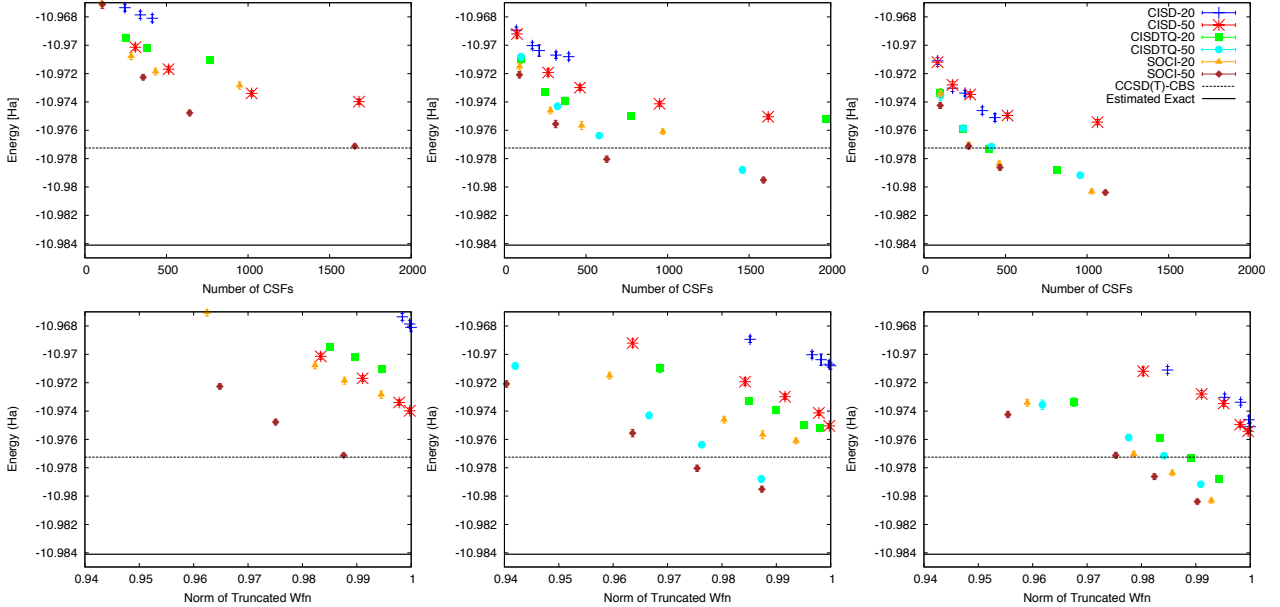 -10.968
-10.97
-10.972
-10.974
-10.976
-10.978
-10.98
-10.982
-10.984
Energy [Ha]
0 500 1000 1500 2000
Number of CSFs
-10.968
-10.97
-10.972
-10.974
-10.976
-10.978
-10.98
-10.982
-10.984
Energy [Ha]
0 500 1000 1500 2000
Number of CSFs
-10.968
-10.97
-10.972
-10.974
-10.976
-10.978
-10.98
-10.982
-10.984
Energy [Ha]
0 500 1000 1500 2000
Number of CSFs
CISD-20
CISD-50
CISDTQ-20
CISDTQ-50
SOCI-20
SOCI-50
CCSD(T)-CBS
Estimated Exact
-10.968
-10.97
-10.972
-10.974
-10.976
-10.978
-10.98
-10.982
-10.984
Energy (Ha)
0.94 0.95 0.96 0.97 0.98 0.99 1
Norm of Truncated Wfn
-10.968
-10.97
-10.972
-10.974
-10.976
-10.978
-10.98
-10.982
-10.984
Energy (Ha)
0.94 0.95 0.96 0.97 0.98 0.99 1
Norm of Truncated Wfn
-10.968
-10.97
-10.972
-10.974
-10.976
-10.978
-10.98
-10.982
-10.984
Energy (Ha)
0.94 0.95 0.96 0.97 0.98 0.99 1
Norm of Truncated Wfn